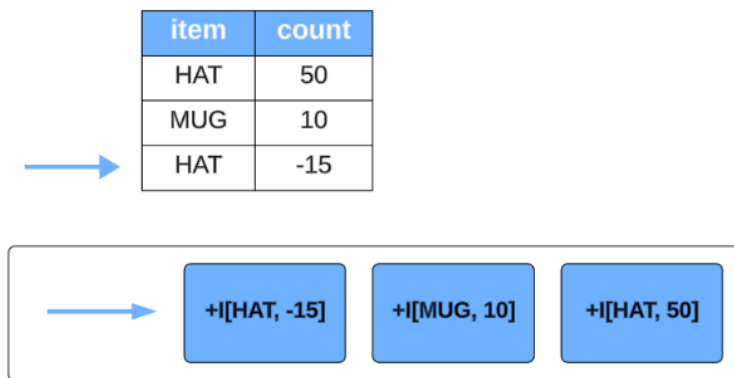 item count
HAT 50
MUG 10
HAT -15
+I[HAT, -15] +I[MUG, 10] +I[HAT, 50]